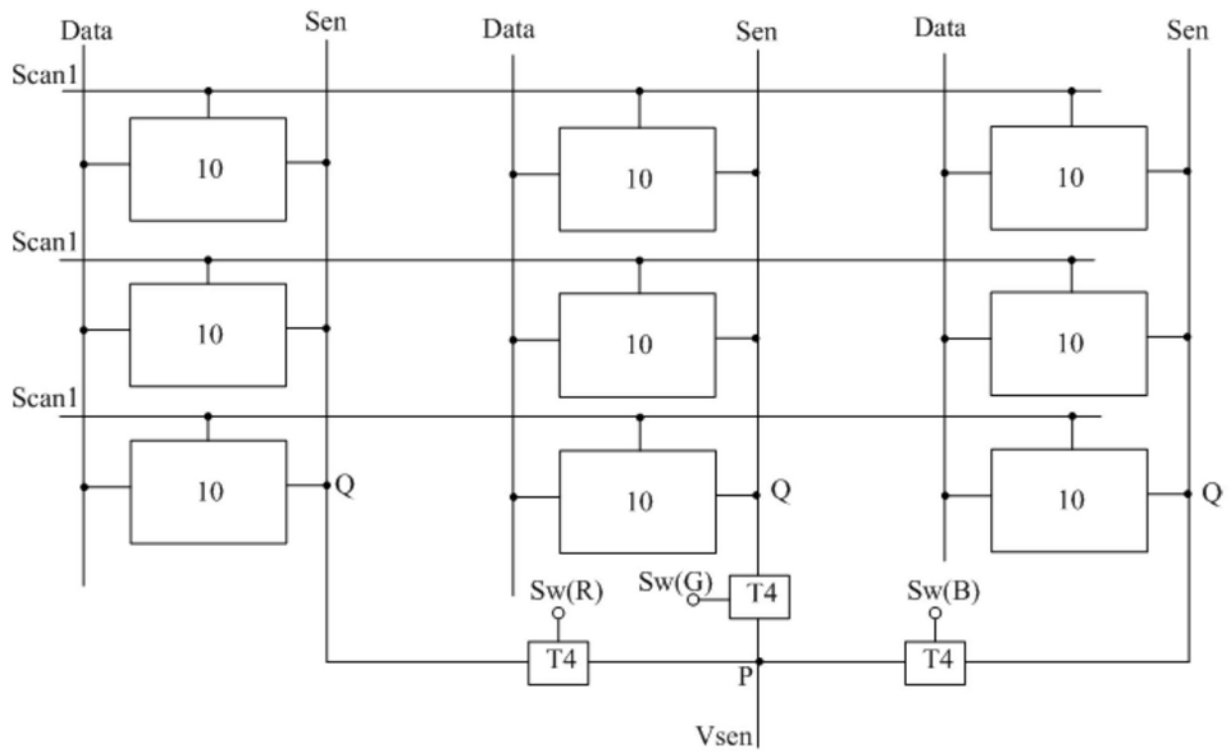 Data Sen Data Sen Data Sen
Scan1
10 10 10
Scan1
10 10 10
Scan1
10 Q 10 Q 10 Q
Sw(R) Sw(G) T4 Sw(B)
T4 P T4
Vsen